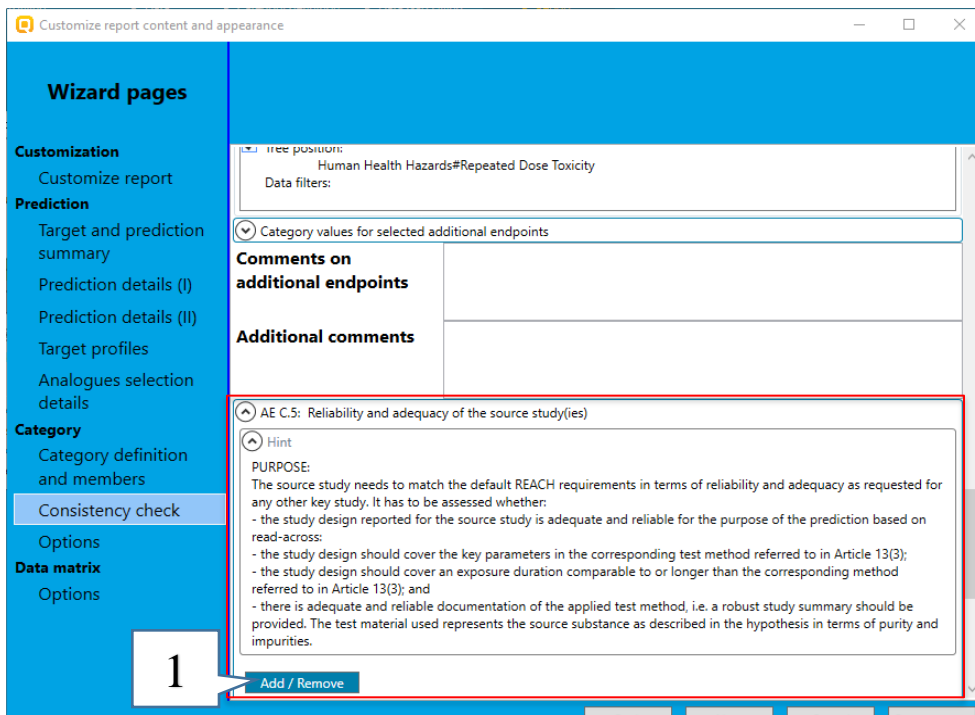 Customize report content and appearance
Wizard pages
Customization
Customize report
Prediction
Target and prediction
summary
Prediction details (I)
Prediction details (II)
Target profiles
Analogues selection
details
Category
Category definition
and members
Consistency check
Options
Data matrix
Options
Tree position:
Human Health Hazards#Repeated Dose Toxicity
Data filters:
Category values for selected additional endpoints
Comments on
additional endpoints
Additional comments
AE C.5: Reliability and adequacy of the source study(ies)
Hint
PURPOSE:
The source study needs to match the default REACH requirements in terms of reliability and adequacy as requested for
any other key study. It has to be assessed whether:
- the study design reported for the source study is adequate and reliable for the purpose of the prediction based on
read-across:
- the study design should cover the key parameters in the corresponding test method referred to in Article 13(3);
- the study design should cover an exposure duration comparable to or longer than the corresponding method
referred to in Article 13(3); and
- there is adequate and reliable documentation of the applied test method, i.e. a robust study summary should be
provided. The test material used represents the source substance as described in the hypothesis in terms of purity and
impurities.
1
Add / Remove